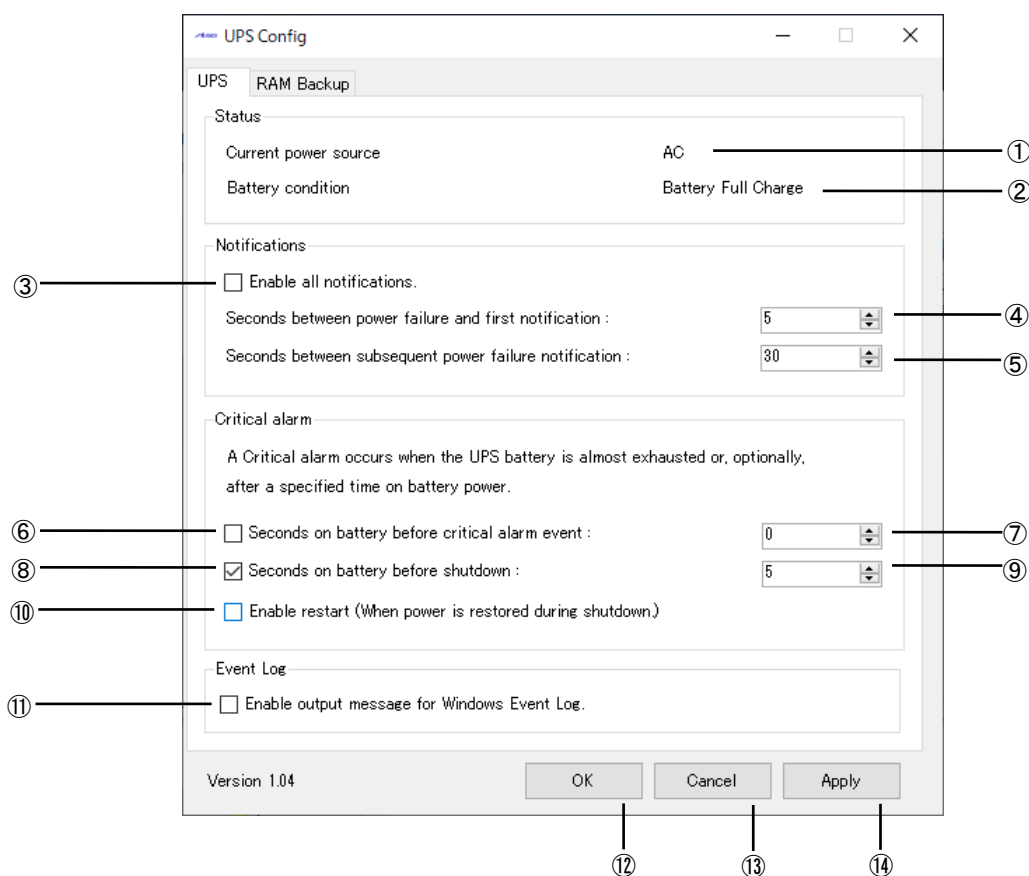 UPS Config
UPS
RAM Backup
Status
Current power source
AC
①
Battery condition
Battery Full Charge
②
Notifications
③
Enable all notifications.
Seconds between power failure and first notification :
5
④
Seconds between subsequent power failure notification :
30
⑤
Critical alarm
A Critical alarm occurs when the UPS battery is almost exhausted or, optionally,
after a specified time on battery power.
⑥
Seconds on battery before critical alarm event :
0
⑦
⑧
Seconds on battery before shutdown :
5
⑨
⑩
Enable restart (When power is restored during shutdown.)
Event Log
⑪
Enable output message for Windows Event Log.
Version 1.04
OK
Cancel
Apply
⑫
⑬
⑭